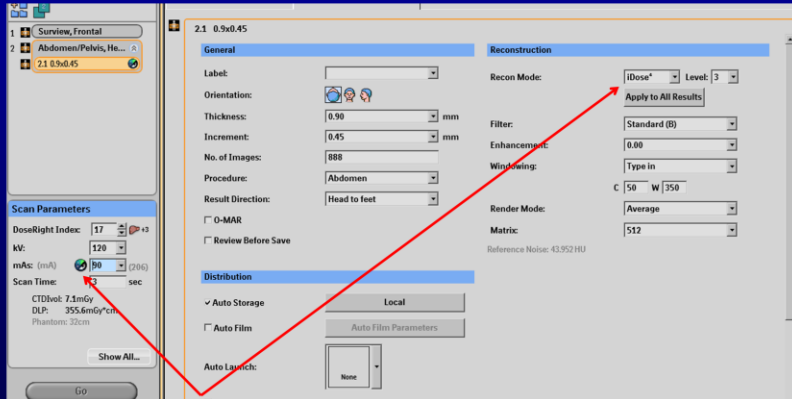 1 Surview, Frontal
2 Abdomen/Pelvis, He...
2.1 0.9x0.45
Scan Parameters
DoseRight Index: 17 +3
kV: 120
mAs: (mA) 90 (206)
Scan Time: 3 sec
CTDIvol: 7.1mGy
DLP: 355.6mGy*cm
Phantom: 32cm
Show All...
Go
2.1 0.9x0.45
General
Label:
Orientation:
Thickness: 0.90 mm
Increment: 0.45 mm
No. of Images: 888
Procedure: Abdomen
Result Direction: Head to feet
O-MAR
Review Before Save
Distribution
Auto Storage Local
Auto Film Auto Film Parameters
Auto Launch: None
Reconstruction
Recon Mode: iDose⁴ Level: 3
Apply to All Results
Filter: Standard (B)
Enhancement: 0.00
Windowing: Type in
C 50 W 350
Render Mode: Average
Matrix: 512
Reference Noise: 43.952 HU